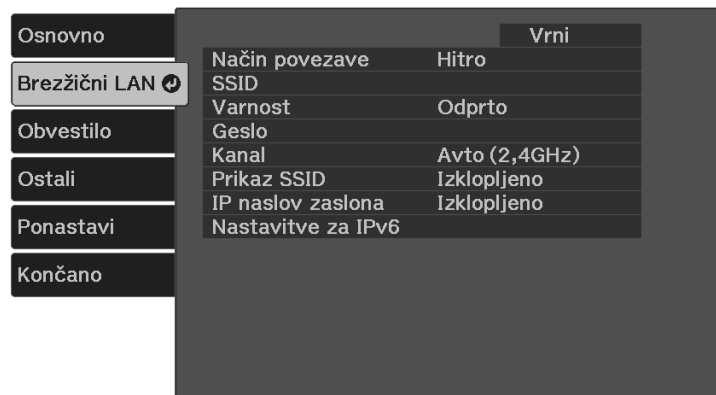 Osnovno
Brezžični LAN
Obvestilo
Ostali
Ponastavi
Končano
Vrni
Način povezave Hitro
SSID
Varnost Odprto
Geslo
Kanal Avto (2,4GHz)
Prikaz SSID Izklopljeno
IP naslov zaslona Izklopljeno
Nastavitve za IPv6